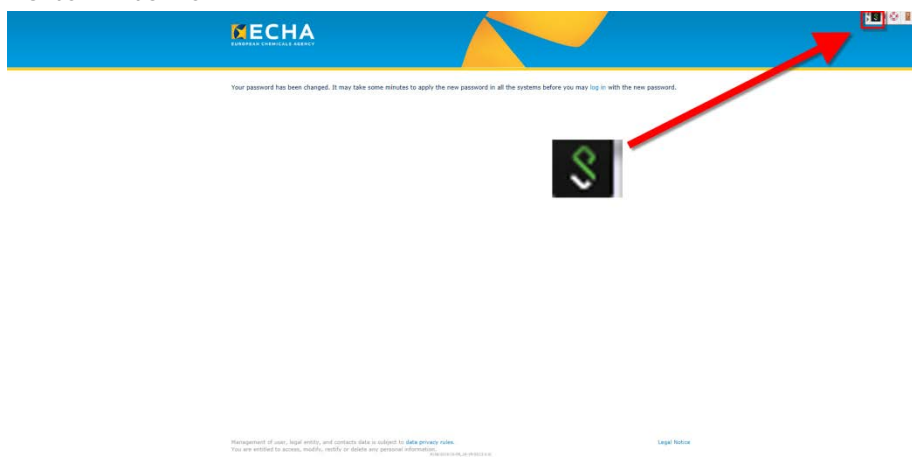 ECHA
EUROPEAN CHEMICALS AGENCY
Your password has been changed. It may take some minutes to apply the new password in all the systems before you may log in with the new password.
Management of user, legal entity, and contacts data is subject to data privacy rules. Legal Notice
You are entitled to access, modify, rectify or delete any personal information.